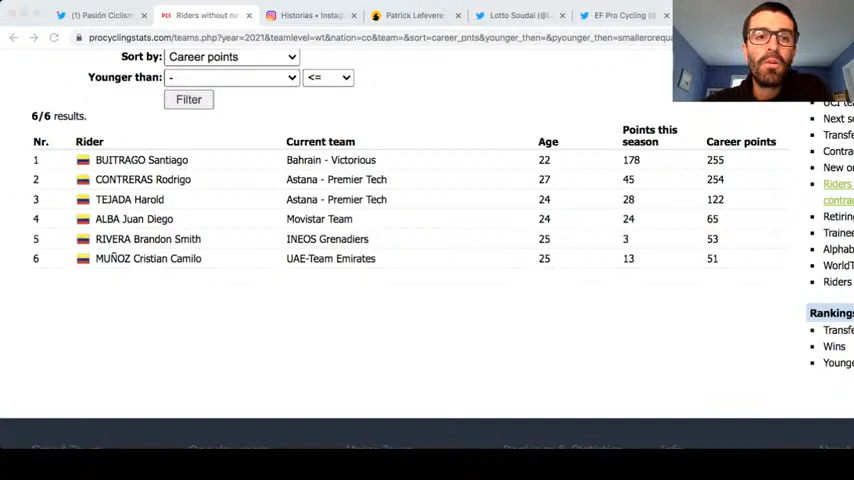 (1) Pasión Ciclism
PCS Riders without ne
Historias • Instag
Patrick Lefevere
Lotto Soudal (@L
EF Pro Cycling (
procyclingstats.com/teams.php?year=2021&teamlevel=wt&nation=co&team=&sort=career_pnts&younger_then=&pyounger_then=smallerorequa
Sort by: Career points
Younger than: - <=
Filter
6/6 results.
Nr. Rider Current team Age Points this season Career points
1 BUITRAGO Santiago Bahrain - Victorious 22 178 255
2 CONTRERAS Rodrigo Astana - Premier Tech 27 45 254
3 TEJADA Harold Astana - Premier Tech 24 28 122
4 ALBA Juan Diego Movistar Team 24 24 65
5 RIVERA Brandon Smith INEOS Grenadiers 25 3 53
6 MUÑOZ Cristian Camilo UAE-Team Emirates 25 13 51
UCI tea
Next s
Transfe
Contra
New o
Riders
contrac
Retiring
Trainee
Alphab
WorldT
Riders
Rankings
Transfe
Wins
Younge